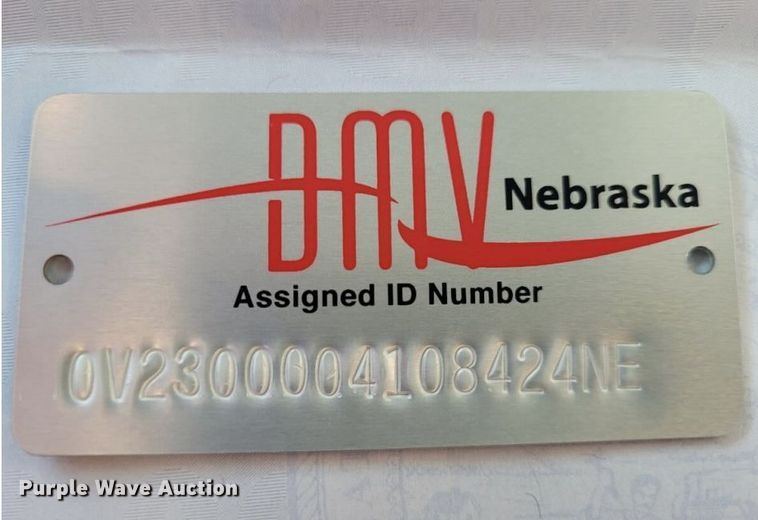 DMV Nebraska
Assigned ID Number
0V2300004108424NE
Purple Wave Auction